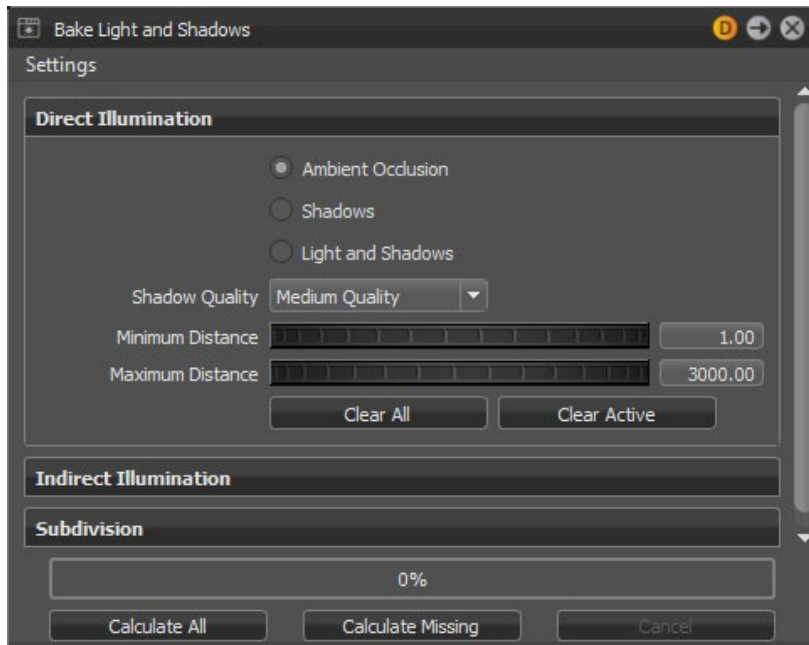 Bake Light and Shadows D
Settings
Direct Illumination
Ambient Occlusion
Shadows
Light and Shadows
Shadow Quality Medium Quality
Minimum Distance 1.00
Maximum Distance 3000.00
Clear All Clear Active
Indirect Illumination
Subdivision
0%
Calculate All Calculate Missing Cancel